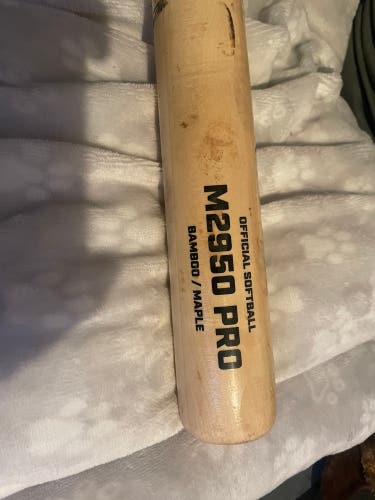 OFFICIAL SOFTBALL
M2950 PRO
BAMBOO / MAPLE